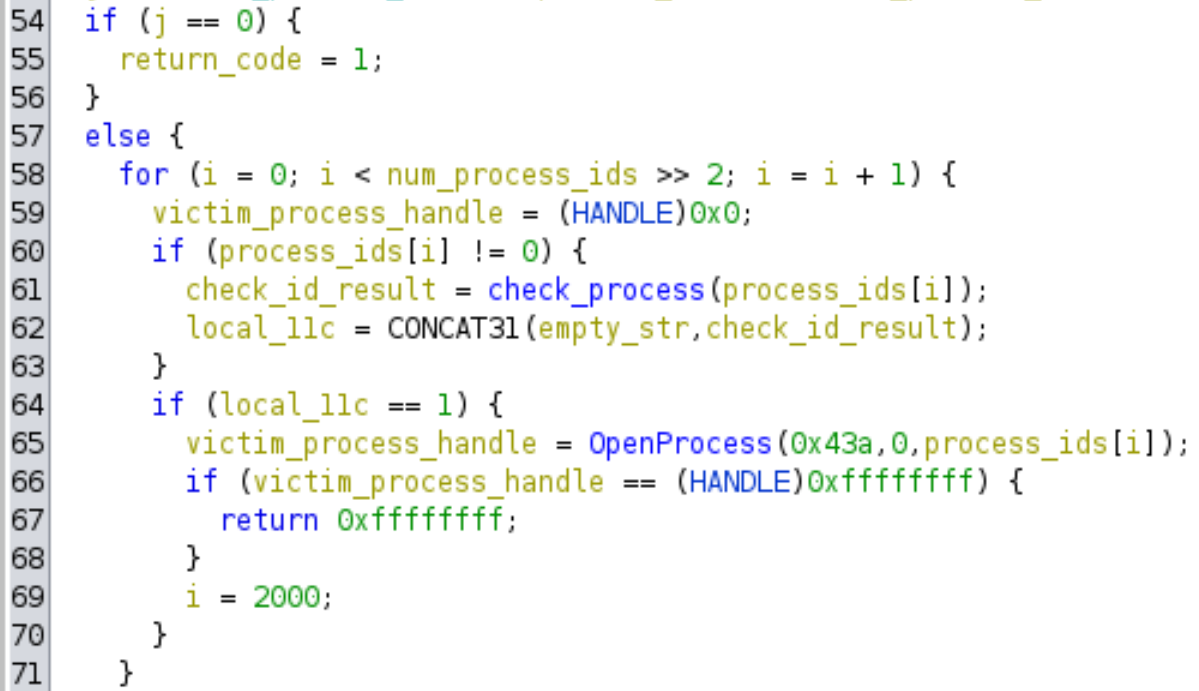 54 if (j == 0) {
55 return_code = 1;
56 }
57 else {
58 for (i = 0; i < num_process_ids >> 2; i = i + 1) {
59 victim_process_handle = (HANDLE)0x0;
60 if (process_ids[i] != 0) {
61 check_id_result = check_process(process_ids[i]);
62 local_11c = CONCAT31(empty_str,check_id_result);
63 }
64 if (local_11c == 1) {
65 victim_process_handle = OpenProcess(0x43a,0,process_ids[i]);
66 if (victim_process_handle == (HANDLE)0xffffffff) {
67 return 0xffffffff;
68 }
69 i = 2000;
70 }
71 }